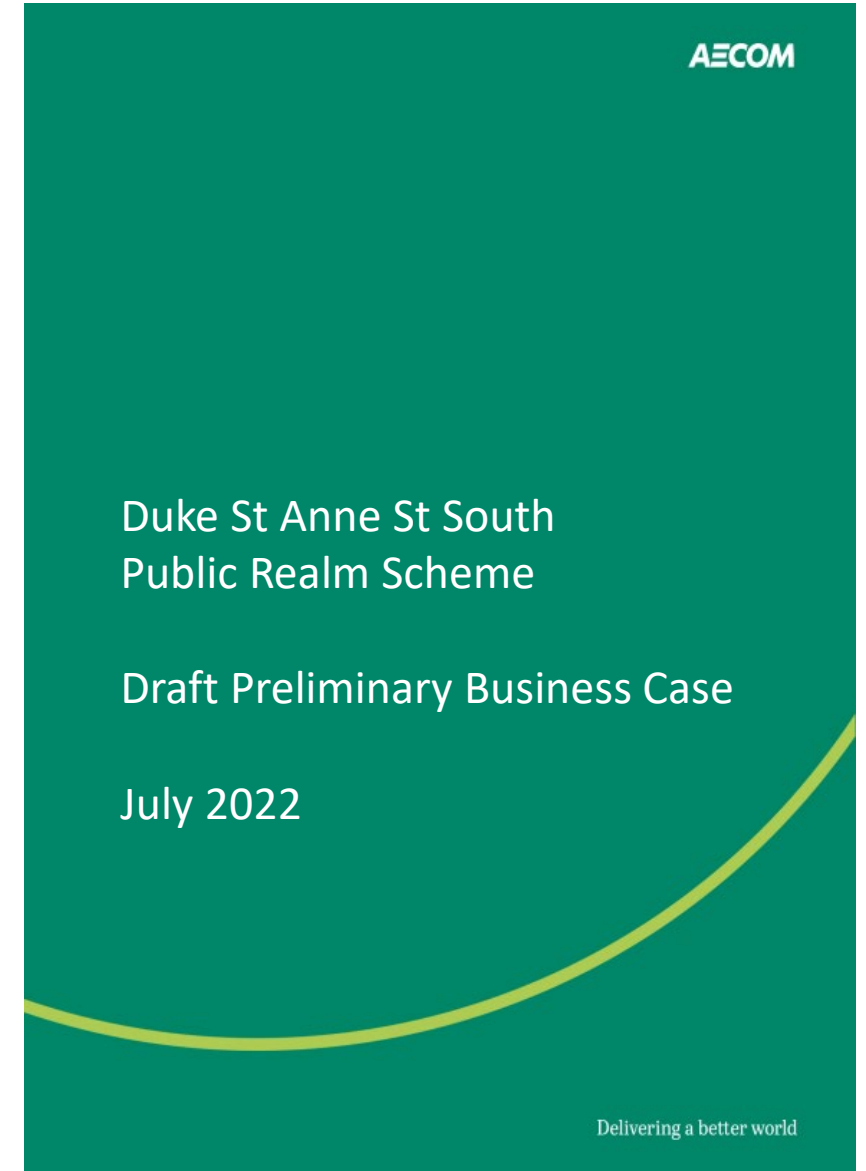 AECOM
Duke St Anne St South
Public Realm Scheme
Draft Preliminary Business Case
July 2022
Delivering a better world